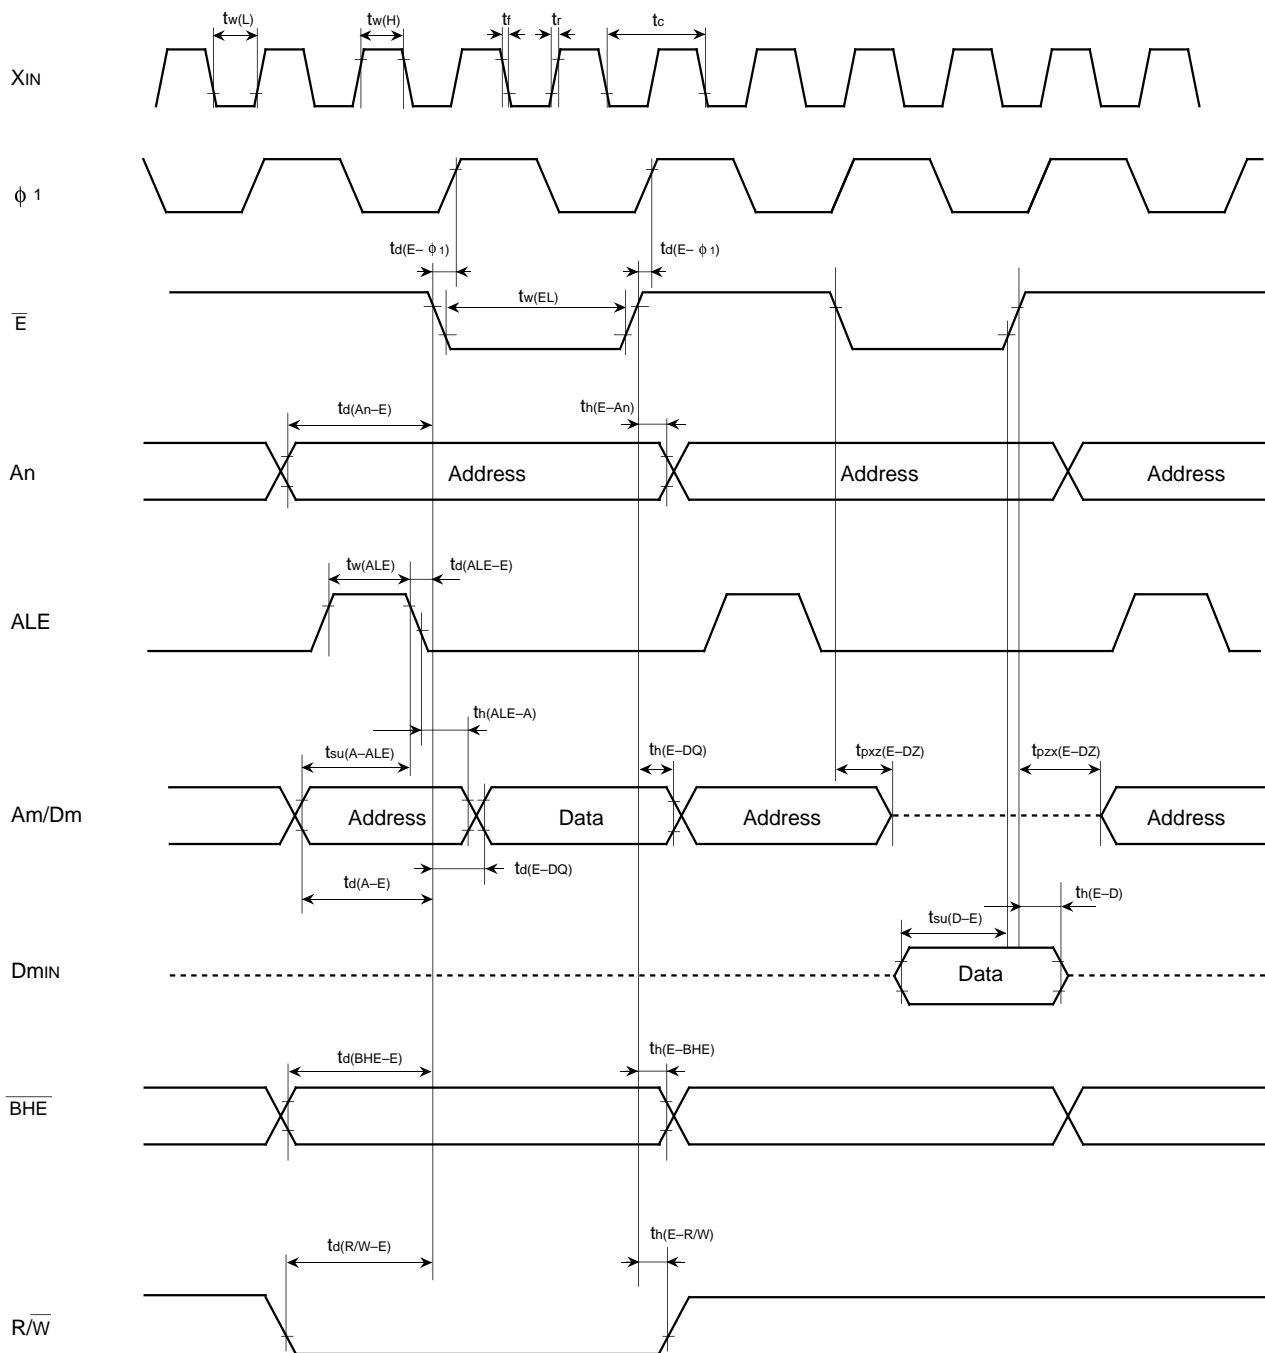 tw(L) tw(H) tf tr tc
XIN
ϕ 1
td(E– ϕ 1) td(E– ϕ 1)
tw(EL)
E
td(An–E) th(E–An)
An Address Address Address
tw(ALE) td(ALE–E)
ALE
th(ALE–A)
tsu(A–ALE) th(E–DQ) tpxz(E–DZ) tpzx(E–DZ)
Am/Dm Address Data Address Address
td(E–DQ)
td(A–E)
th(E–D)
tsu(D–E)
DmIN Data
td(BHE–E) th(E–BHE)
BHE
td(R/W–E) th(E–R/W)
R/W